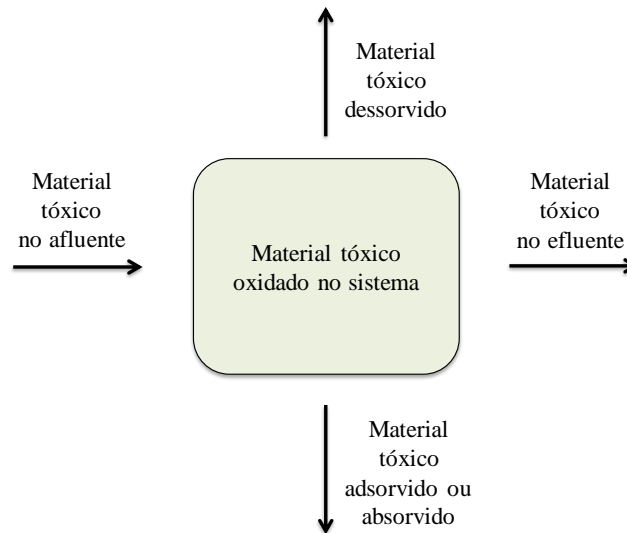 Material
tóxico
dessorvido
Material
tóxico
no afluente
Material tóxico
oxidado no sistema
Material
tóxico
no efluente
Material
tóxico
adsorvido ou
absorvido